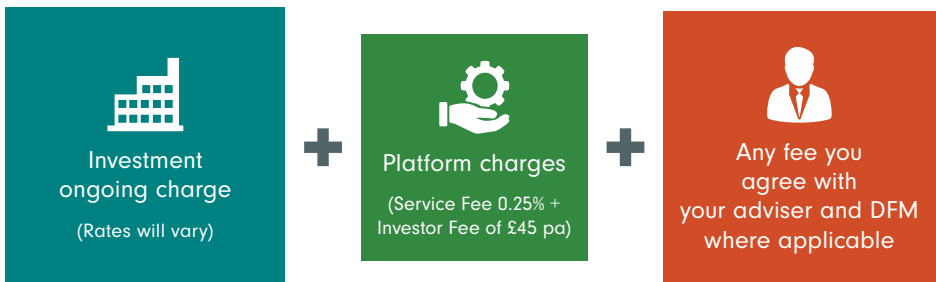 Investment
ongoing charge
(Rates will vary)
Platform charges
(Service Fee 0.25% +
Investor Fee of £45 pa)
Any fee you
agree with
your adviser and DFM
where applicable